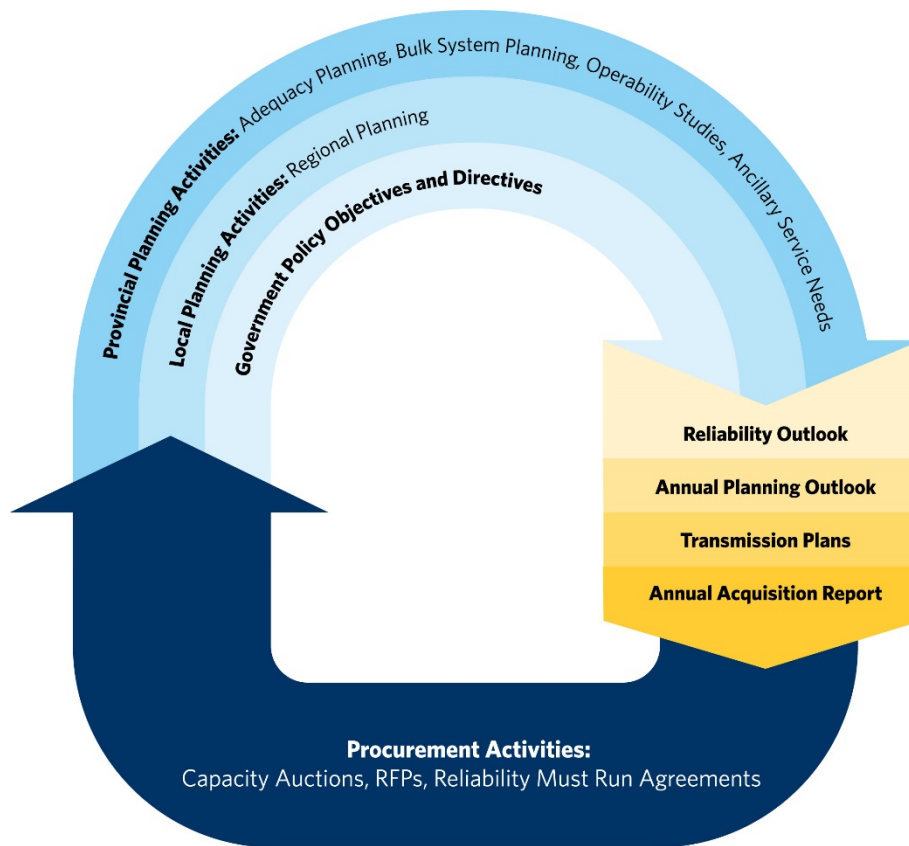 Provincial Planning Activities: Adequacy Planning, Bulk System Planning, Operability Studies, Ancillary Service Needs
Local Planning Activities: Regional Planning
Government Policy Objectives and Directives
Reliability Outlook
Annual Planning Outlook
Transmission Plans
Annual Acquisition Report
Procurement Activities:
Capacity Auctions, RFPs, Reliability Must Run Agreements